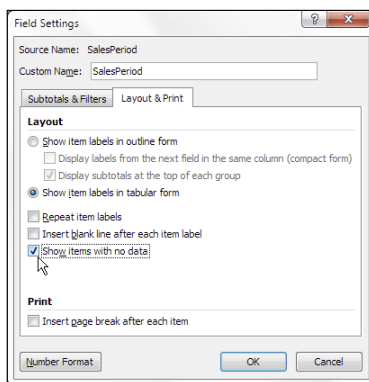 Field Settings
Source Name: SalesPeriod
Custom Name: SalesPeriod
Subtotals & Filters Layout & Print
Layout
Show item labels in outline form
Display labels from the next field in the same column (compact form)
Display subtotals at the top of each group
Show item labels in tabular form
Repeat item labels
Insert blank line after each item label
Show items with no data
Print
Insert page break after each item
Number Format OK Cancel